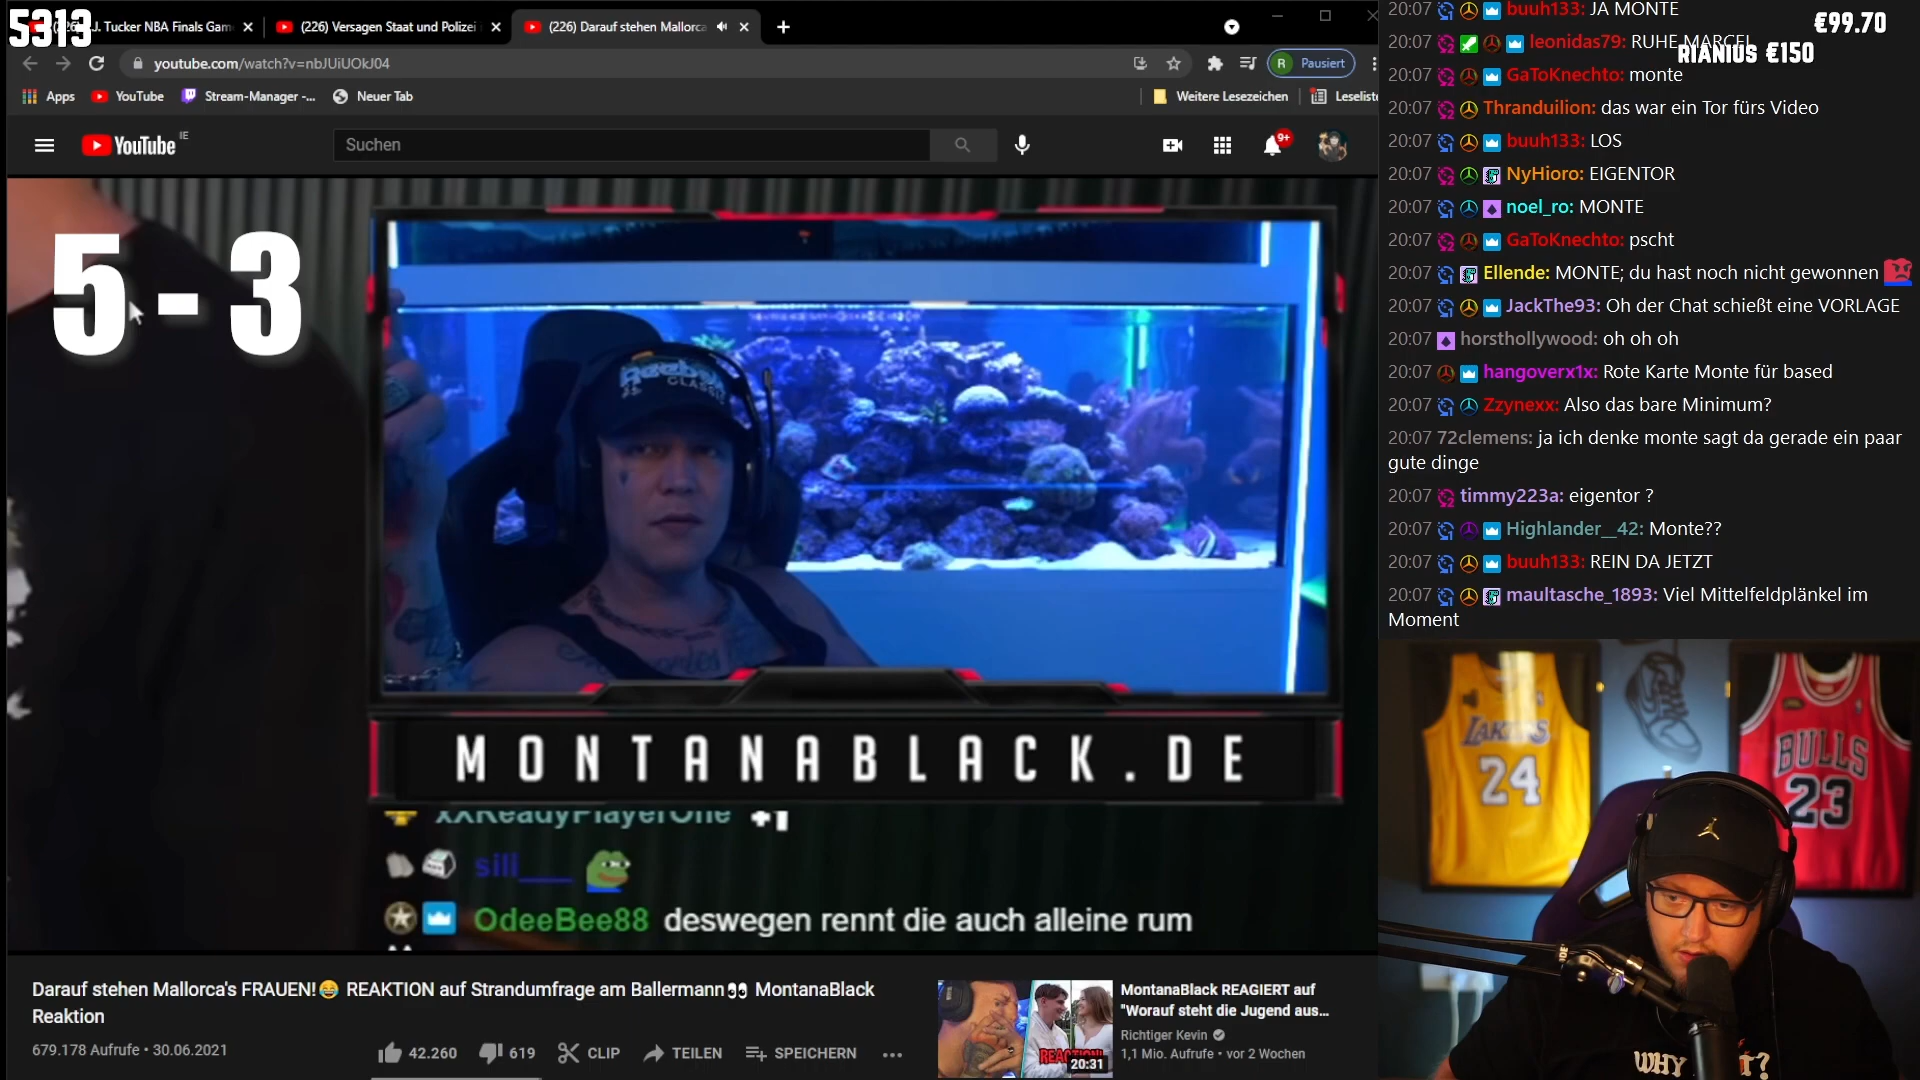 5313
J. Tucker NBA Finals Gam
(226) Versagen Staat und Polizei
(226) Darauf stehen Mallorca
youtube.com/watch?v=nbJUiUOkJ04
R Pausiert
Apps
YouTube
Stream-Manager -...
Neuer Tab
Weitere Lesezeichen
Leseliste
YouTube IE
Suchen
9+
5 - 3
Reebok
CLASSIC
MONTANABLACK.DE
xXReadyPlayerOne
sili___
OdeeBee88 deswegen rennt die auch alleine rum
Darauf stehen Mallorca's FRAUEN!😂 REAKTION auf Strandumfrage am Ballermann👀 MontanaBlack
Reaktion
679.178 Aufrufe • 30.06.2021
42.260
619
CLIP
TEILEN
SPEICHERN
REACTION!
20:31
MontanaBlack REAGIERT auf
"Worauf steht die Jugend aus...
Richtiger Kevin
1,1 Mio. Aufrufe • vor 2 Wochen
€99.70
RIANIUS €150
20:07 buuh133: JA MONTE
20:07 leonidas79: RUHE MARCEL
20:07 GaToKnechto: monte
20:07 Thranduilion: das war ein Tor fürs Video
20:07 buuh133: LOS
20:07 NyHioro: EIGENTOR
20:07 noel_ro: MONTE
20:07 GaToKnechto: pscht
20:07 Ellende: MONTE; du hast noch nicht gewonnen
20:07 JackThe93: Oh der Chat schießt eine VORLAGE
20:07 horsthollywood: oh oh oh
20:07 hangoverx1x: Rote Karte Monte für based
20:07 Zzynexx: Also das bare Minimum?
20:07 72clemens: ja ich denke monte sagt da gerade ein paar
gute dinge
20:07 timmy223a: eigentor ?
20:07 Highlander__42: Monte??
20:07 buuh133: REIN DA JETZT
20:07 maultasche_1893: Viel Mittelfeldplänkel im
Moment
LAKERS
24
BULLS
23
WHY
T?